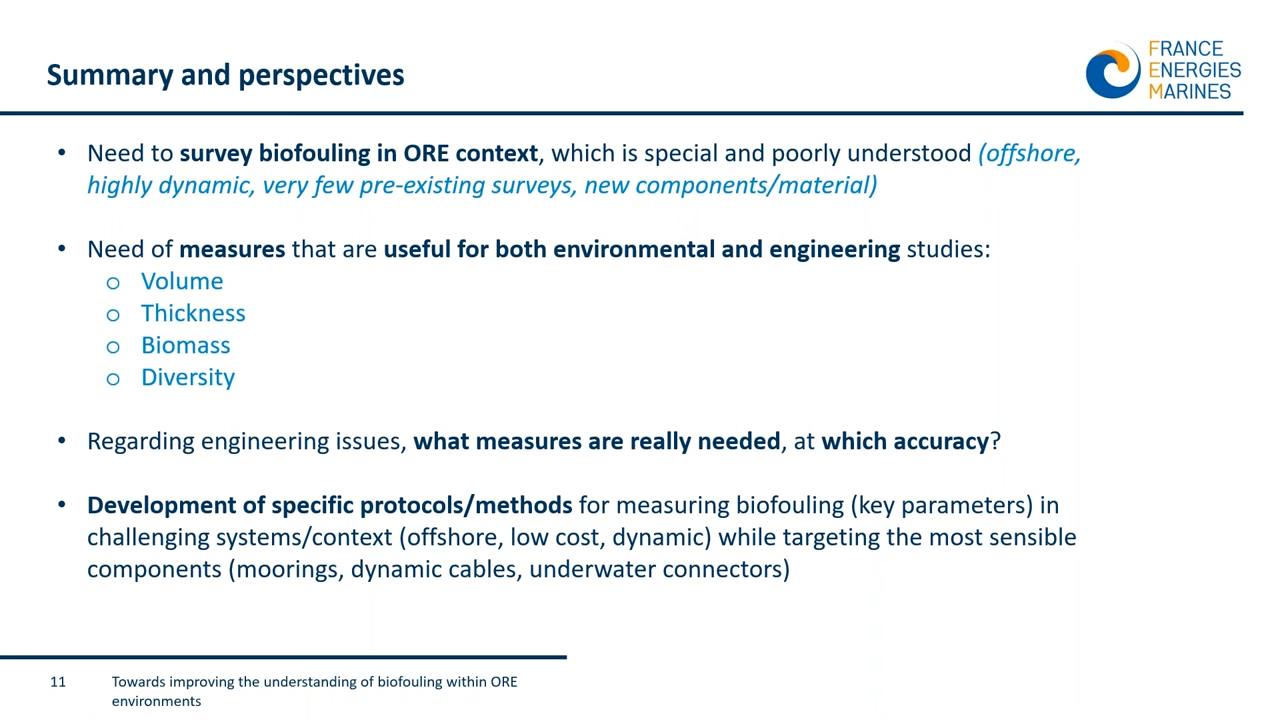 Summary and perspectives
FRANCE
ENERGIES
MARINES
• Need to survey biofouling in ORE context, which is special and poorly understood (offshore,
highly dynamic, very few pre-existing surveys, new components/material)
• Need of measures that are useful for both environmental and engineering studies:
o Volume
o Thickness
o Biomass
o Diversity
• Regarding engineering issues, what measures are really needed, at which accuracy?
• Development of specific protocols/methods for measuring biofouling (key parameters) in
challenging systems/context (offshore, low cost, dynamic) while targeting the most sensible
components (moorings, dynamic cables, underwater connectors)
11 Towards improving the understanding of biofouling within ORE
environments